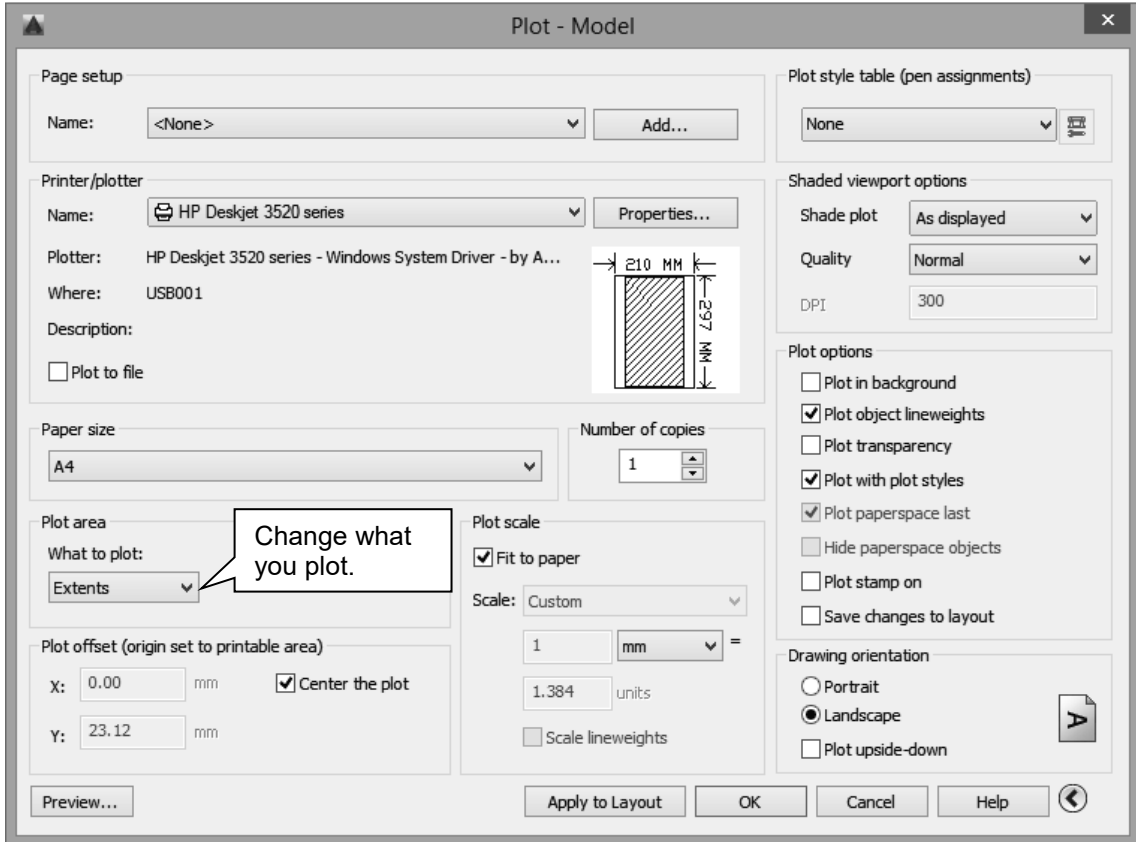 Plot - Model
Page setup
Name:
<None>
Add...
Printer/plotter
Name:
HP Deskjet 3520 series
Properties...
Plotter:
HP Deskjet 3520 series - Windows System Driver - by A...
Where:
USB001
Description:
Plot to file
210 MM
297 MM
Paper size
A4
Number of copies
1
Plot area
What to plot:
Extents
Change what
you plot.
Plot scale
Fit to paper
Scale:
Custom
1
mm
=
1.384
units
Scale lineweights
Plot offset (origin set to printable area)
X:
0.00
mm
Center the plot
Y:
23.12
mm
Plot style table (pen assignments)
None
Shaded viewport options
Shade plot
As displayed
Quality
Normal
DPI
300
Plot options
Plot in background
Plot object lineweights
Plot transparency
Plot with plot styles
Plot paperspace last
Hide paperspace objects
Plot stamp on
Save changes to layout
Drawing orientation
Portrait
Landscape
Plot upside-down
A
Preview...
Apply to Layout
OK
Cancel
Help